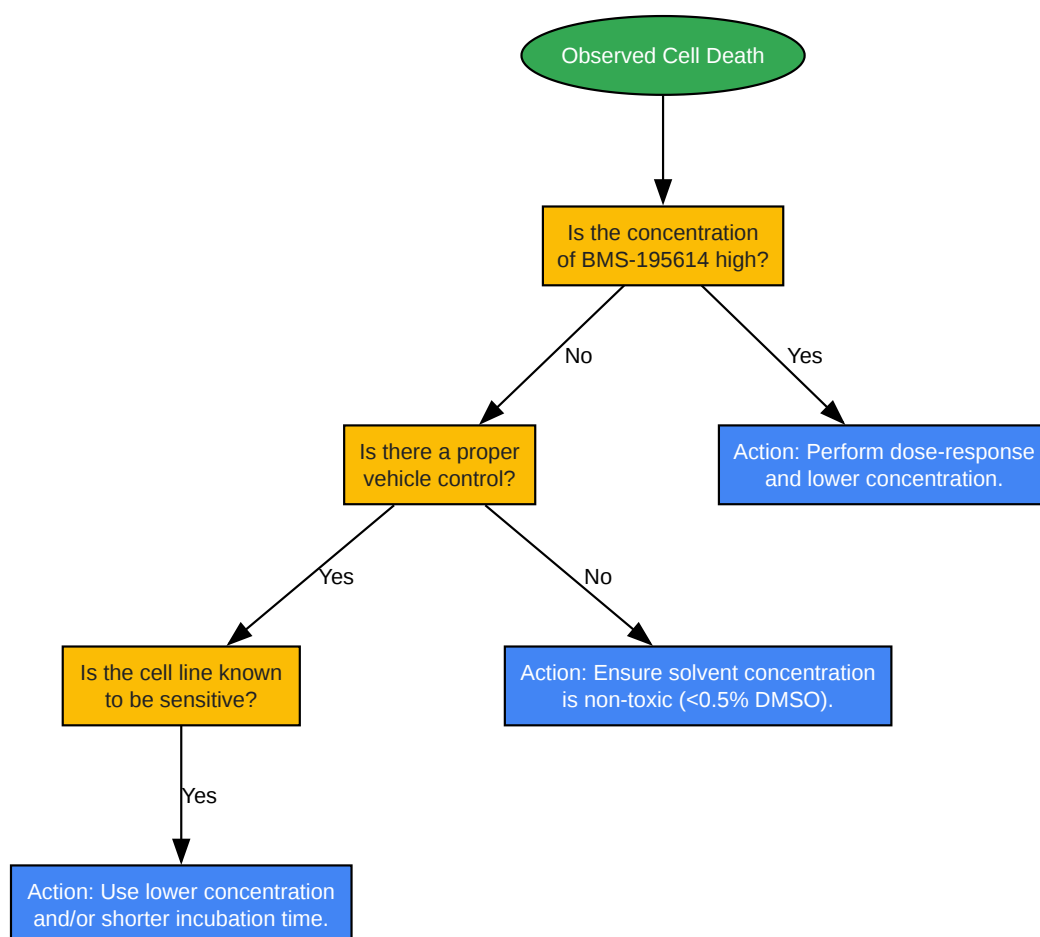 Observed Cell Death
Is the concentration
of BMS-195614 high?
No
Yes
Is there a proper
vehicle control?
Action: Perform dose-response
and lower concentration.
Yes
No
Is the cell line known
to be sensitive?
Action: Ensure solvent concentration
is non-toxic (<0.5% DMSO).
Yes
Action: Use lower concentration
and/or shorter incubation time.